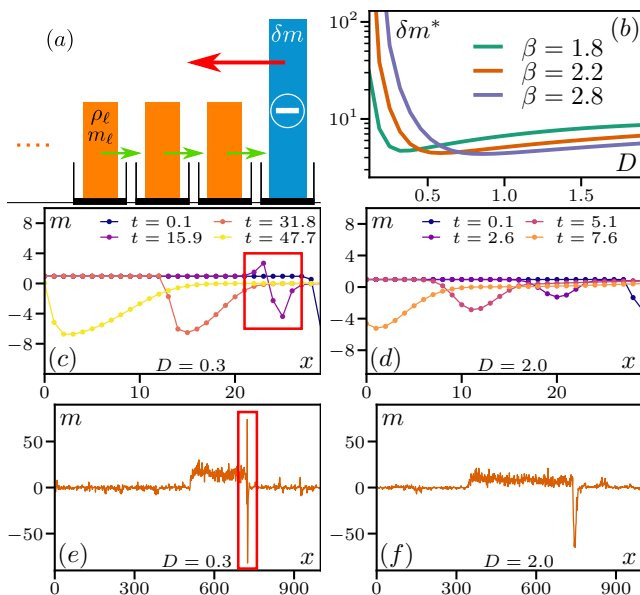 (a)
δm
ρℓ
mℓ
δm*
(b)
10²
10¹
β = 1.8
β = 2.2
β = 2.8
0.5 1.0 1.5
D
m
t = 0.1 t = 31.8
t = 15.9 t = 47.7
4
0
−4
−8
(c)
D = 0.3
x
0 10 20
m
t = 0.1 t = 5.1
t = 2.6 t = 7.6
4
0
−4
−8
(d)
D = 2.0
x
0 10 20
m
50
0
−50
(e)
D = 0.3
x
0 300 600 900
m
50
0
−50
(f)
D = 2.0
x
0 300 600 900